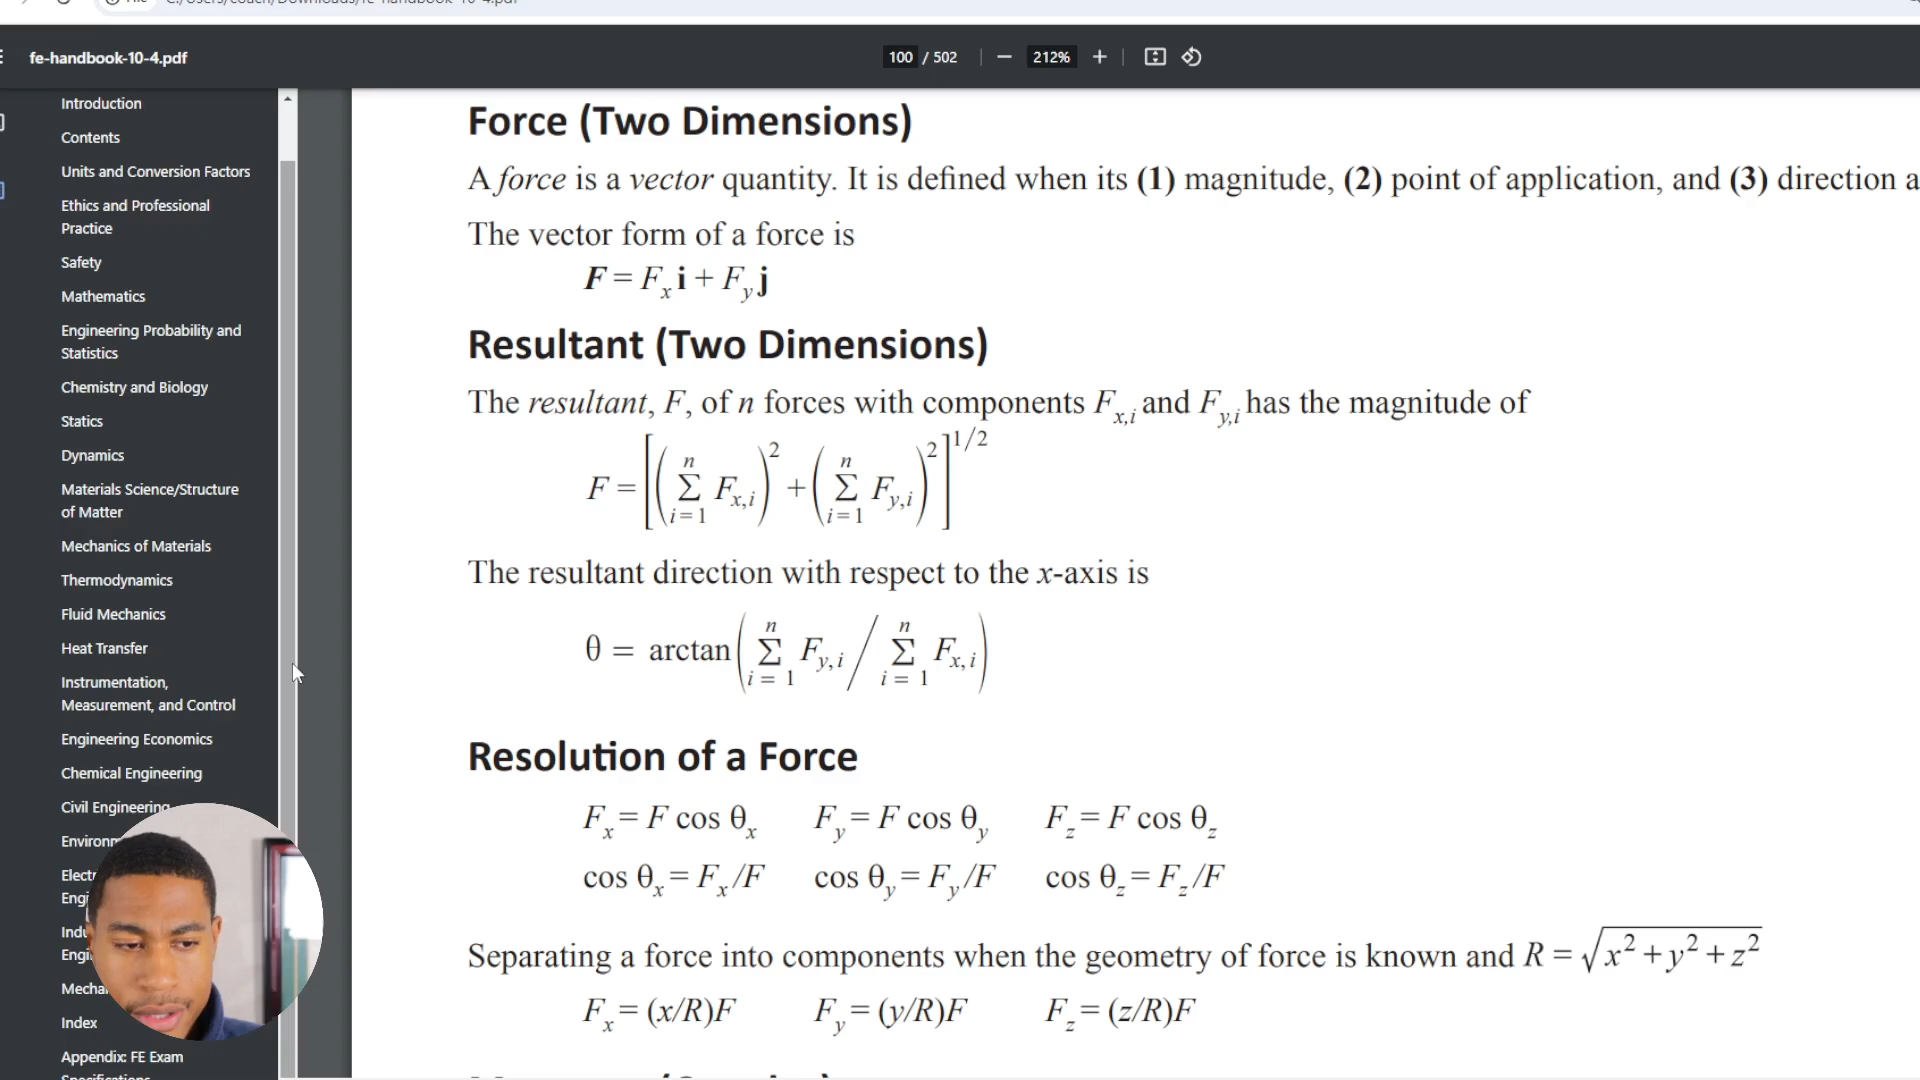 fe-handbook-10-4.pdf
100 / 502
212%
Introduction
Contents
Units and Conversion Factors
Ethics and Professional
Practice
Safety
Mathematics
Engineering Probability and
Statistics
Chemistry and Biology
Statics
Dynamics
Materials Science/Structure
of Matter
Mechanics of Materials
Thermodynamics
Fluid Mechanics
Heat Transfer
Instrumentation,
Measurement, and Control
Engineering Economics
Chemical Engineering
Civil Engineering
Index
Appendix: FE Exam
Force (Two Dimensions)
A force is a vector quantity. It is defined when its (1) magnitude, (2) point of application, and (3) direction a
The vector form of a force is
F = Fₓ i + F_y j
Resultant (Two Dimensions)
The resultant, F, of n forces with components F_x,i and F_y,i has the magnitude of
F = [(∑_{i=1}^n F_x,i)² + (∑_{i=1}^n F_y,i)²]^1/2
The resultant direction with respect to the x-axis is
θ = arctan(∑_{i = 1}^n F_y,i / ∑_{i = 1}^n F_x,i)
Resolution of a Force
F_x = F cos θ_x F_y = F cos θ_y F_z = F cos θ_z
cos θ_x = F_x /F cos θ_y = F_y /F cos θ_z = F_z /F
Separating a force into components when the geometry of force is known and R = √(x² + y² + z²)
F_x = (x/R)F F_y = (y/R)F F_z = (z/R)F